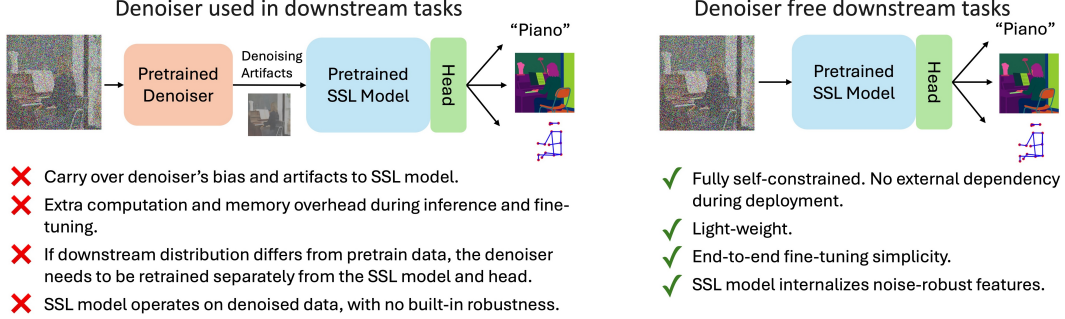 Denoiser used in downstream tasks
Pretrained
Denoiser
Denoising
Artifacts
Pretrained
SSL Model
Head
“Piano”
❌ Carry over denoiser’s bias and artifacts to SSL model.
❌ Extra computation and memory overhead during inference and fine-
tuning.
❌ If downstream distribution differs from pretrain data, the denoiser
needs to be retrained separately from the SSL model and head.
❌ SSL model operates on denoised data, with no built-in robustness.
Denoiser free downstream tasks
Pretrained
SSL Model
Head
“Piano”
✓ Fully self-constrained. No external dependency
during deployment.
✓ Light-weight.
✓ End-to-end fine-tuning simplicity.
✓ SSL model internalizes noise-robust features.